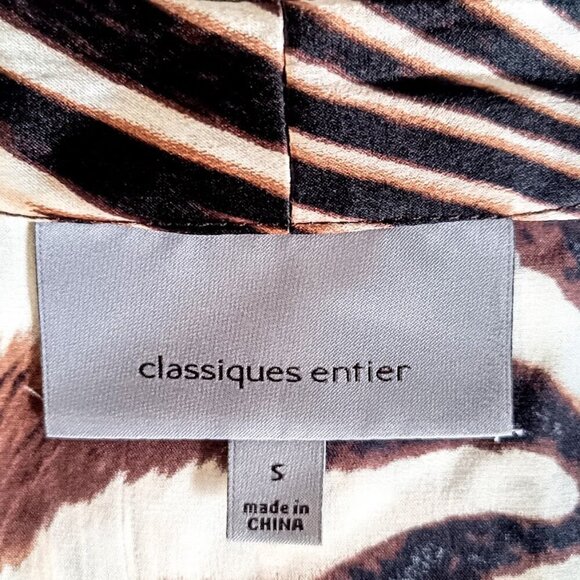 classiques entier
S
made in
CHINA